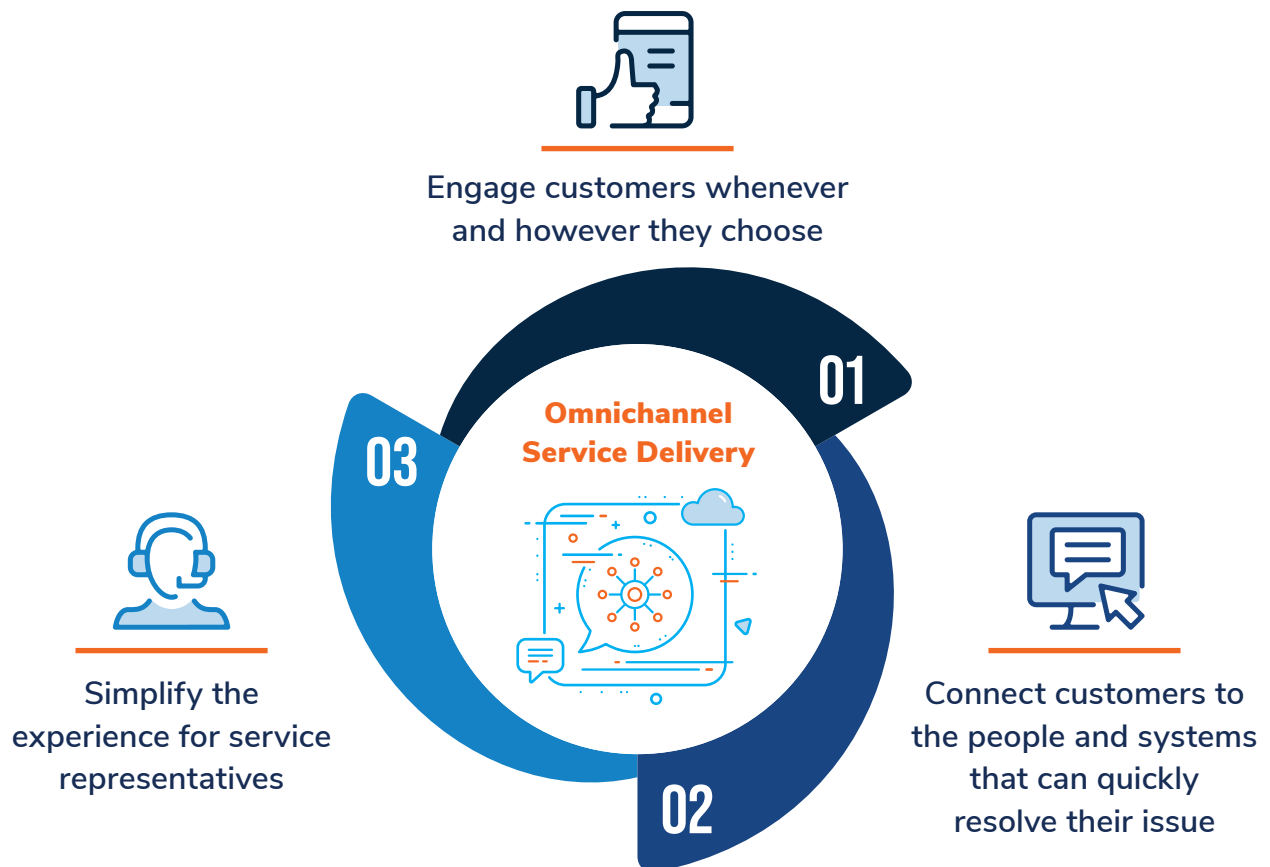 Engage customers whenever
and however they choose
01
Omnichannel
Service Delivery
03
Simplify the
experience for service
representatives
Connect customers to
the people and systems
that can quickly
resolve their issue
02